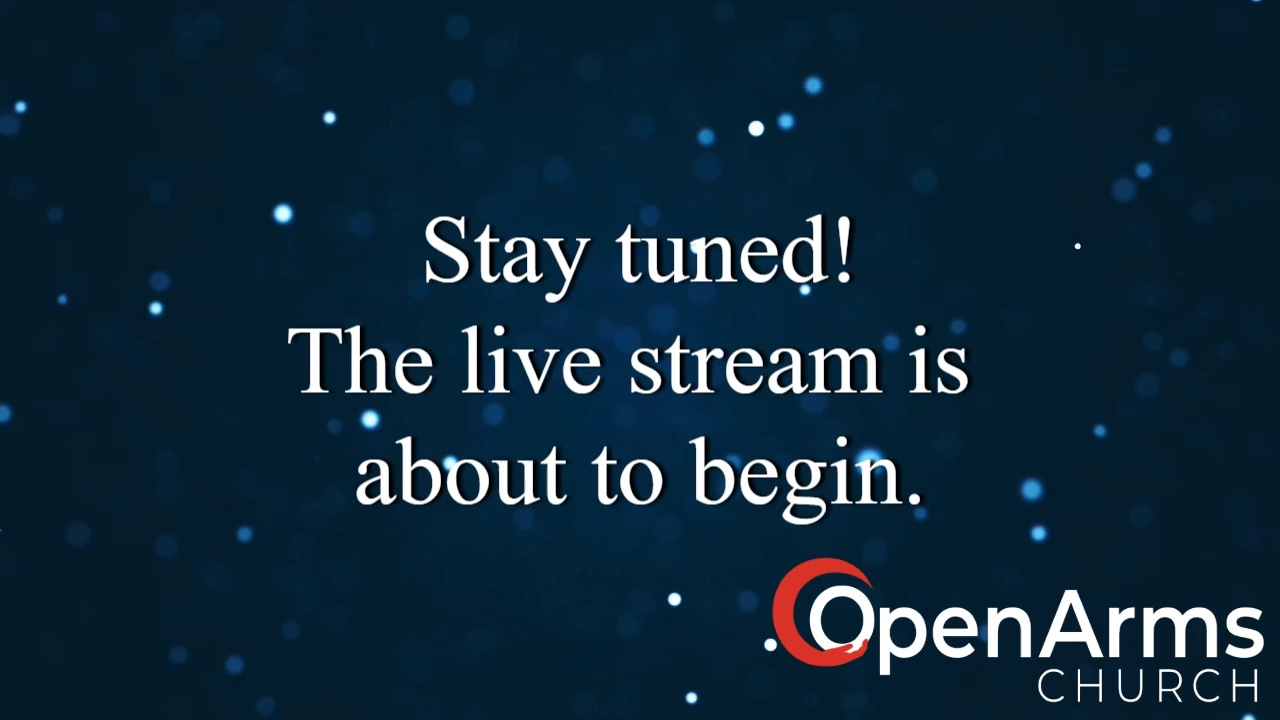 Stay tuned!
The live stream is
about to begin.
OpenArms
CHURCH